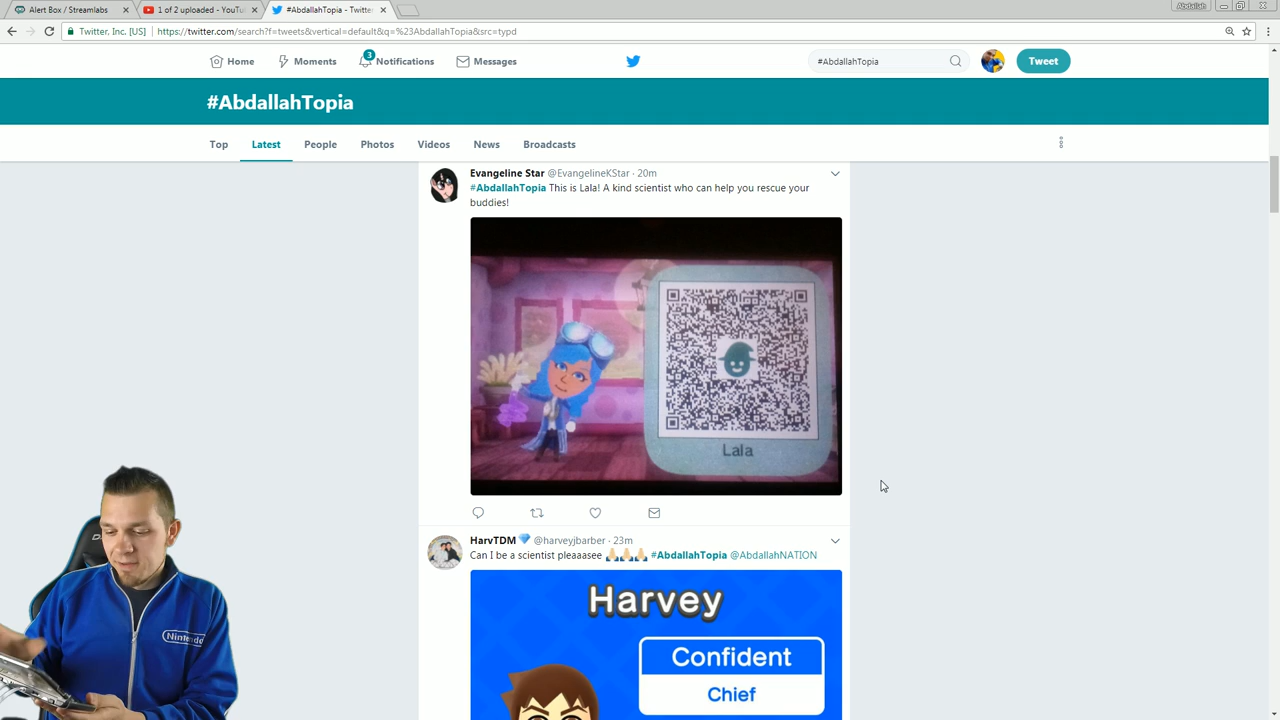 Alert Box / Streamlabs
1 of 2 uploaded - YouTu
#AbdallahTopia - Twitte
Abdallah
Twitter, Inc. [US]
https://twitter.com/search?f=tweets&vertical=default&q=%23AbdallahTopia&src=typd
Home
Moments
3
Notifications
Messages
#AbdallahTopia
Tweet
#AbdallahTopia
Top
Latest
People
Photos
Videos
News
Broadcasts
Evangeline Star @EvangelineKStar · 20m
#AbdallahTopia This is Lala! A kind scientist who can help you rescue your
buddies!
Lala
HarvTDM 💎 @harveyjbarber · 23m
Can I be a scientist pleaaasee 🙏🏻🙏🏻🙏🏻 #AbdallahTopia @AbdallahNATION
Harvey
Confident
Chief
Nintendo